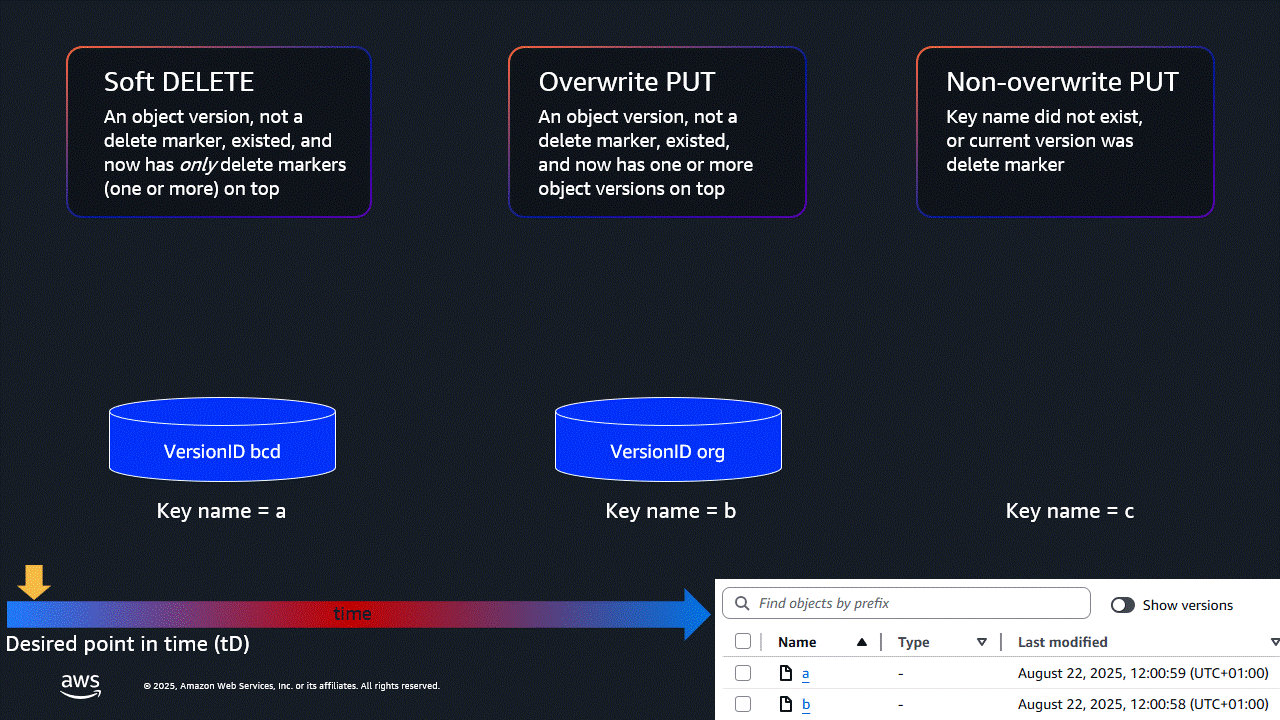 Soft DELETE
An object version, not a
delete marker, existed, and
now has only delete markers
(one or more) on top
Overwrite PUT
An object version, not a
delete marker, existed,
and now has one or more
object versions on top
Non-overwrite PUT
Key name did not exist,
or current version was
delete marker
VersionID bcd
Key name = a
VersionID org
Key name = b
Key name = c
time
Desired point in time (tD)
aws
© 2025, Amazon Web Services, Inc. or its affiliates. All rights reserved.
Find objects by prefix
Show versions
Name Type Last modified
a - August 22, 2025, 12:00:59 (UTC+01:00)
b - August 22, 2025, 12:00:58 (UTC+01:00)